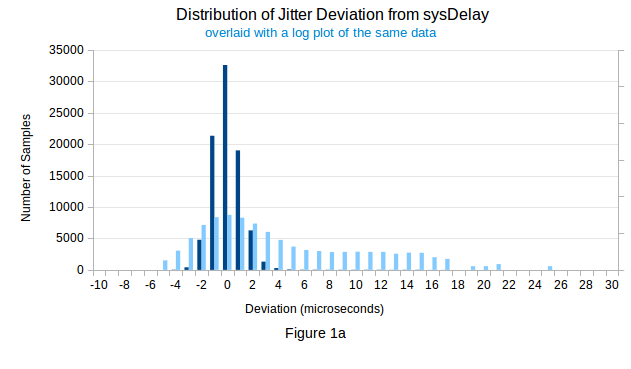 Distribution of Jitter Deviation from sysDelay
overlaid with a log plot of the same data
35000
30000
25000
20000
15000
10000
5000
0
Number of Samples
-10 -8 -6 -4 -2 0 2 4 6 8 10 12 14 16 18 20 22 24 26 28 30
Deviation (microseconds)
Figure 1a